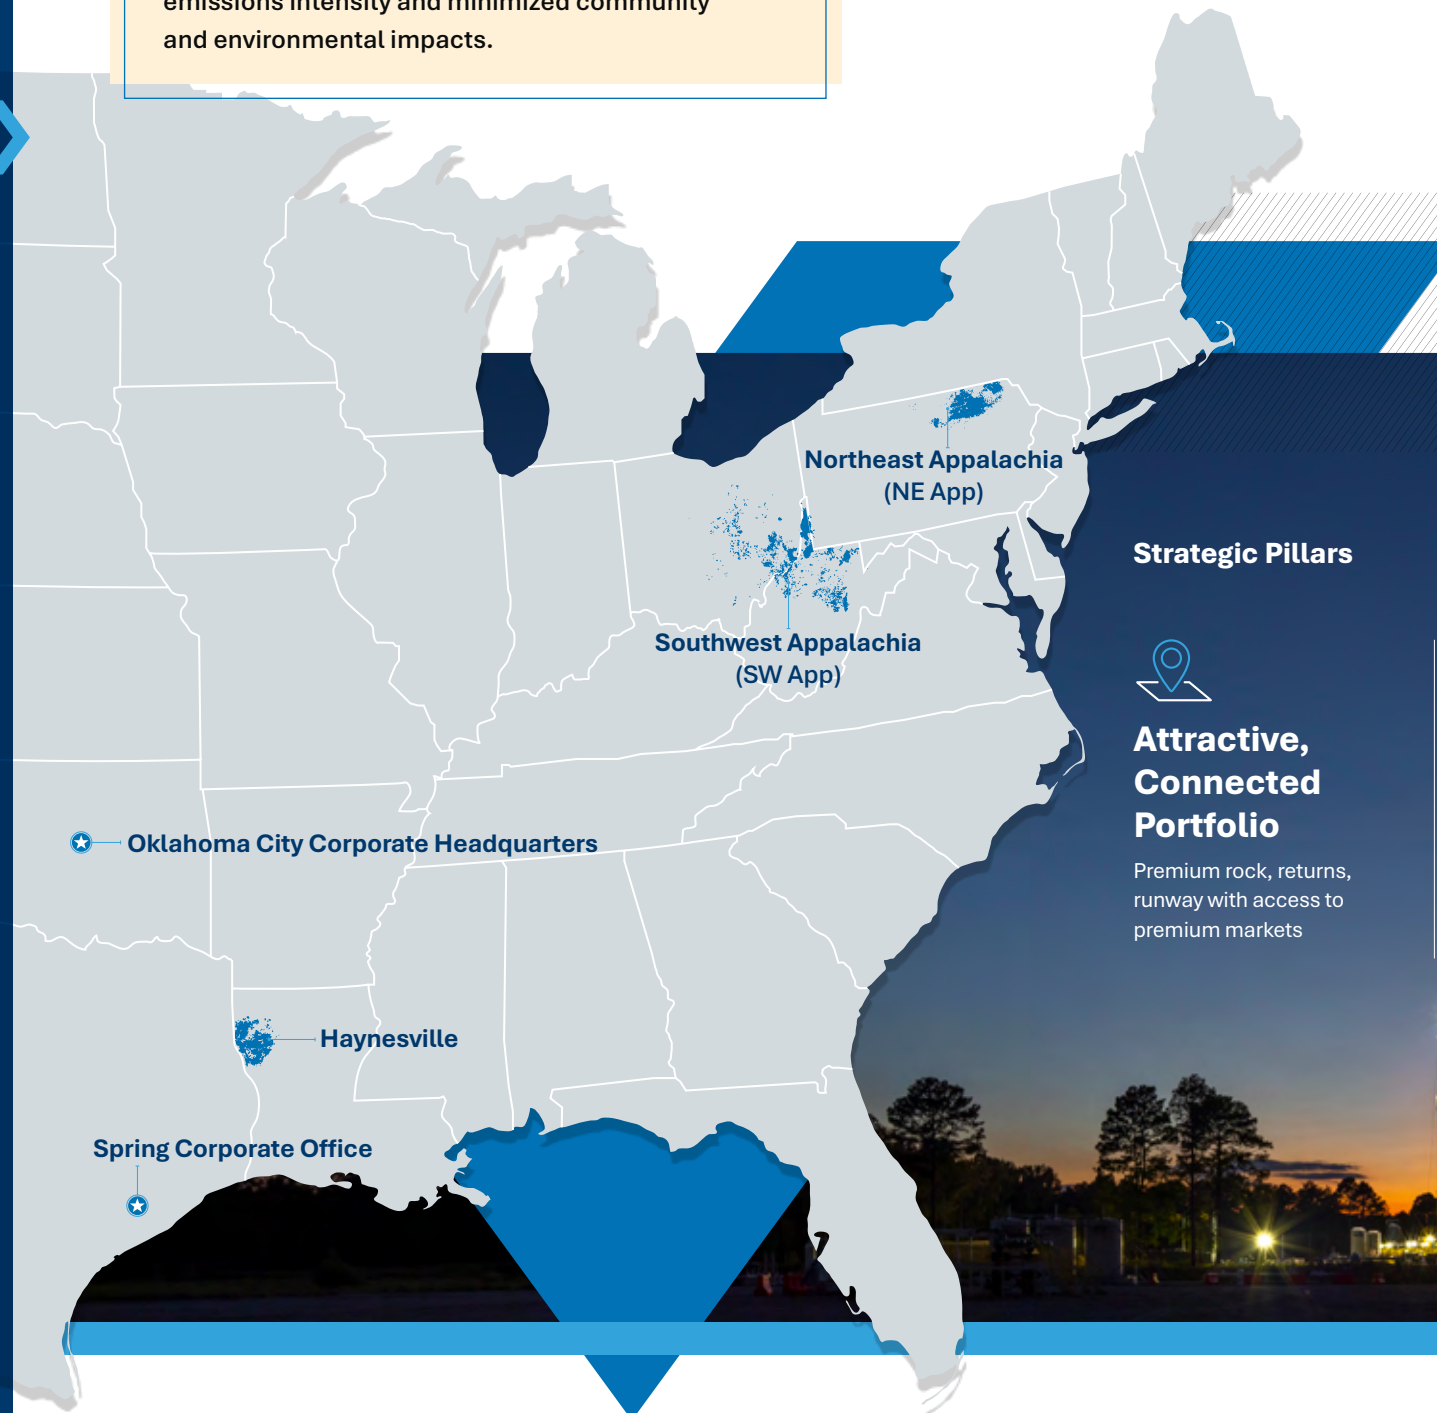 emissions intensity and minimized community
and environmental impacts.
Northeast Appalachia
(NE App)
Strategic Pillars
Southwest Appalachia
(SW App)
Attractive,
Connected
Portfolio
Premium rock, returns,
runway with access to
premium markets
Oklahoma City Corporate Headquarters
Haynesville
Spring Corporate Office